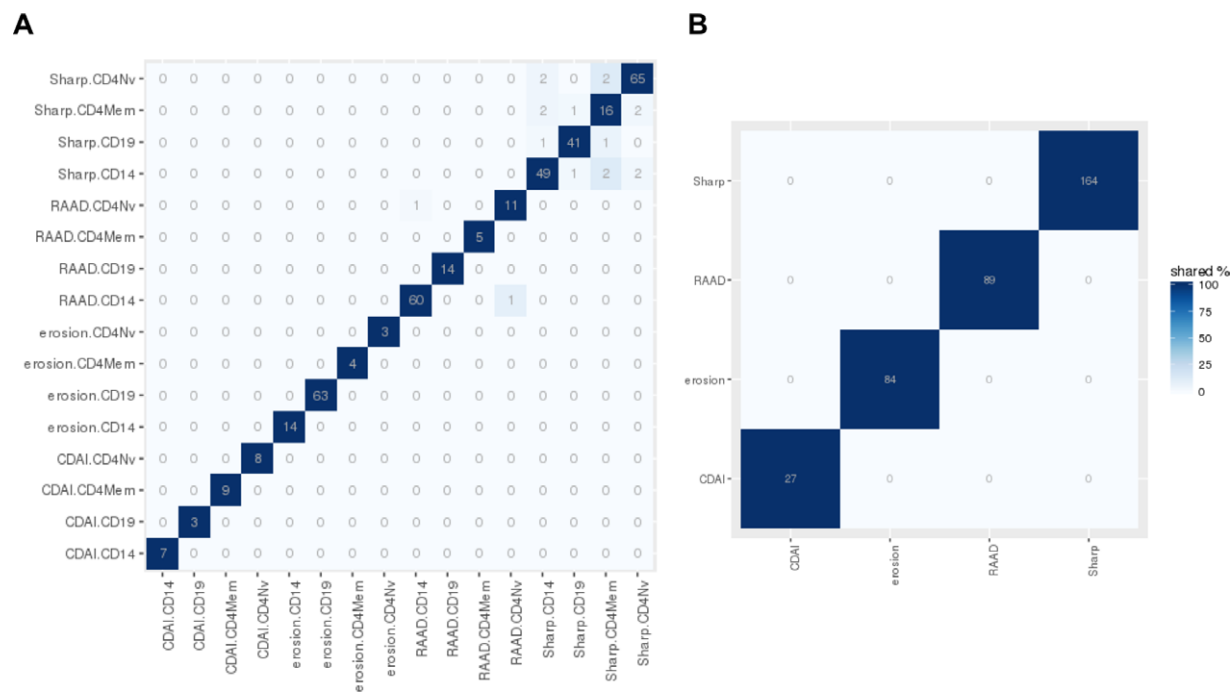 A
B
Sharp.CD4Nv 0 0 0 0 0 0 0 0 0 0 0 0 2 0 2 65
Sharp.CD4Mem 0 0 0 0 0 0 0 0 0 0 0 0 2 1 16 2
Sharp.CD19 0 0 0 0 0 0 0 0 0 0 0 0 1 41 1 0
Sharp.CD14 0 0 0 0 0 0 0 0 0 0 0 0 49 1 2 2
RAAD.CD4Nv 0 0 0 0 0 0 0 0 1 0 0 11 0 0 0 0
RAAD.CD4Mem 0 0 0 0 0 0 0 0 0 0 5 0 0 0 0 0
RAAD.CD19 0 0 0 0 0 0 0 0 0 14 0 0 0 0 0 0
RAAD.CD14 0 0 0 0 0 0 0 0 60 0 0 1 0 0 0 0
erosion.CD4Nv 0 0 0 0 0 0 0 3 0 0 0 0 0 0 0 0
erosion.CD4Mem 0 0 0 0 0 0 4 0 0 0 0 0 0 0 0 0
erosion.CD19 0 0 0 0 0 63 0 0 0 0 0 0 0 0 0 0
erosion.CD14 0 0 0 0 14 0 0 0 0 0 0 0 0 0 0 0
CDAI.CD4Nv 0 0 0 8 0 0 0 0 0 0 0 0 0 0 0 0
CDAI.CD4Mem 0 0 9 0 0 0 0 0 0 0 0 0 0 0 0 0
CDAI.CD19 0 3 0 0 0 0 0 0 0 0 0 0 0 0 0 0
CDAI.CD14 7 0 0 0 0 0 0 0 0 0 0 0 0 0 0 0
CDAI.CD14
CDAI.CD19
CDAI.CD4Mem
CDAI.CD4Nv
erosion.CD14
erosion.CD19
erosion.CD4Mem
erosion.CD4Nv
RAAD.CD14
RAAD.CD19
RAAD.CD4Mem
RAAD.CD4Nv
Sharp.CD14
Sharp.CD19
Sharp.CD4Mem
Sharp.CD4Nv
Sharp 0 0 0 164
RAAD 0 0 89 0
erosion 0 84 0 0
CDAI 27 0 0 0
CDAI
erosion
RAAD
Sharp
shared %
100
75
50
25
0